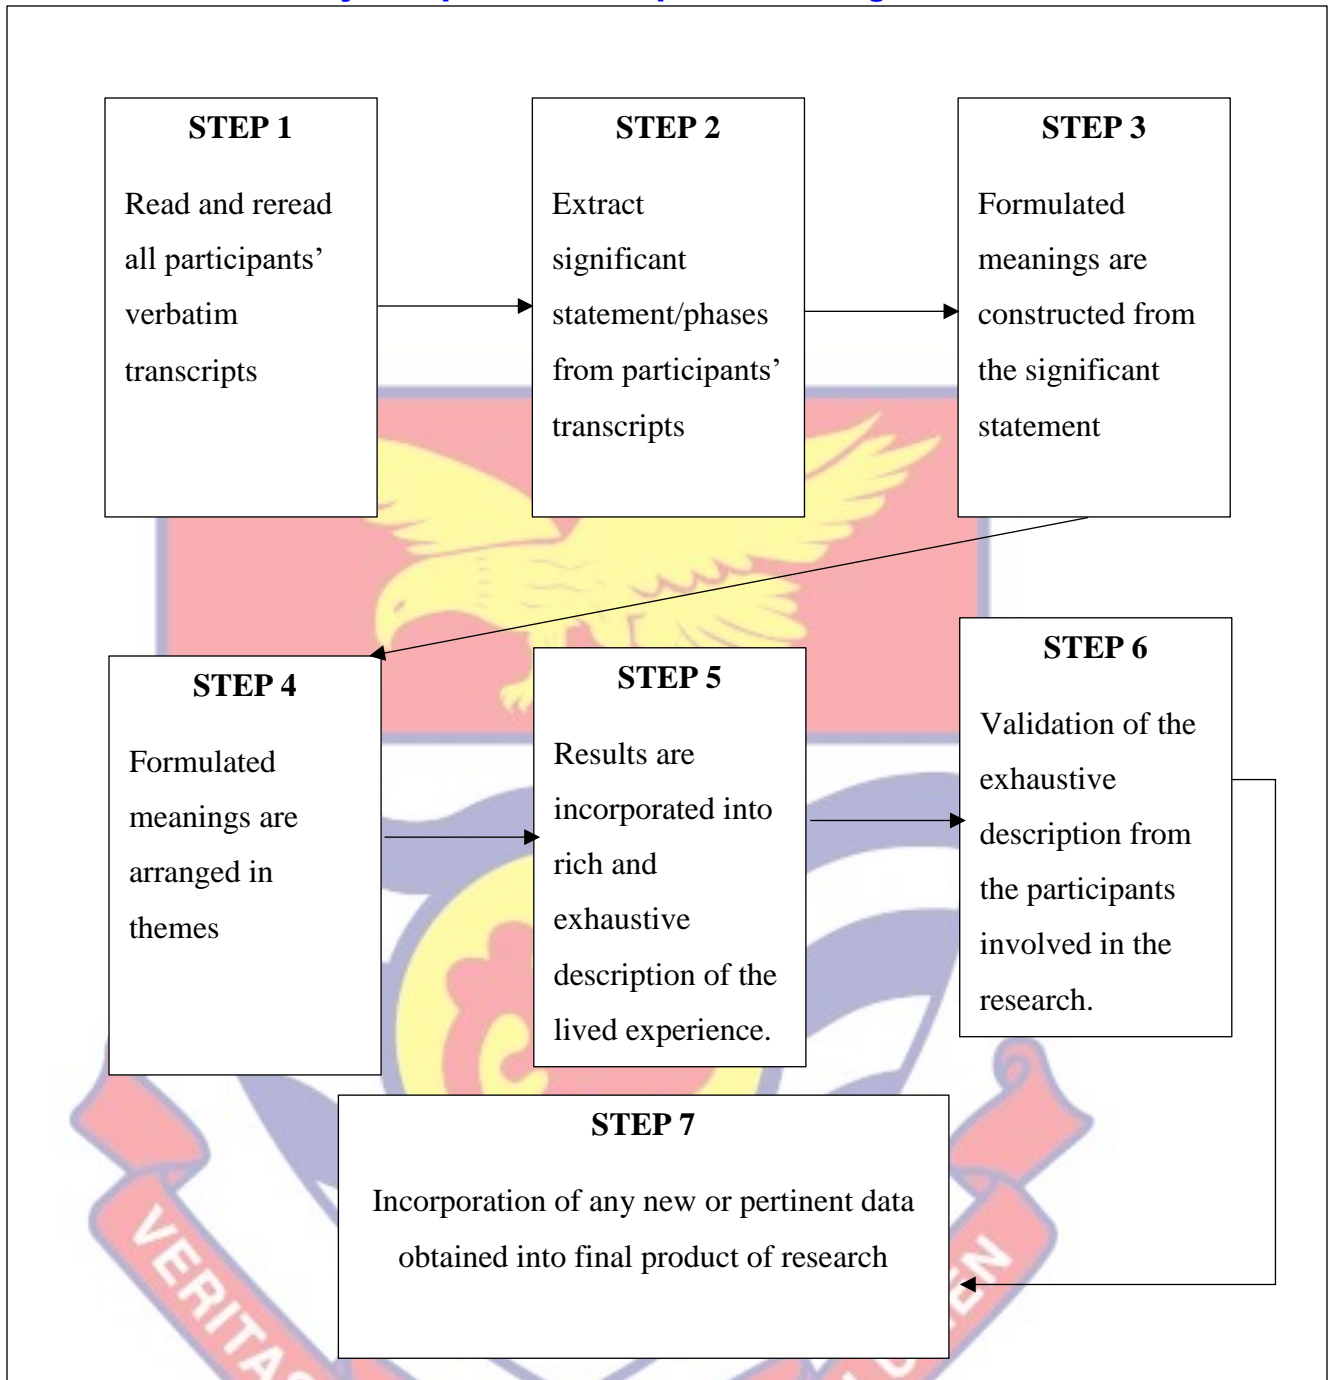 STEP 1
Read and reread
all participants’
verbatim
transcripts
STEP 2
Extract
significant
statement/phases
from participants’
transcripts
STEP 3
Formulated
meanings are
constructed from
the significant
statement
STEP 4
Formulated
meanings are
arranged in
themes
STEP 5
Results are
incorporated into
rich and
exhaustive
description of the
lived experience.
STEP 6
Validation of the
exhaustive
description from
the participants
involved in the
research.
STEP 7
Incorporation of any new or pertinent data
obtained into final product of research
VERITAS